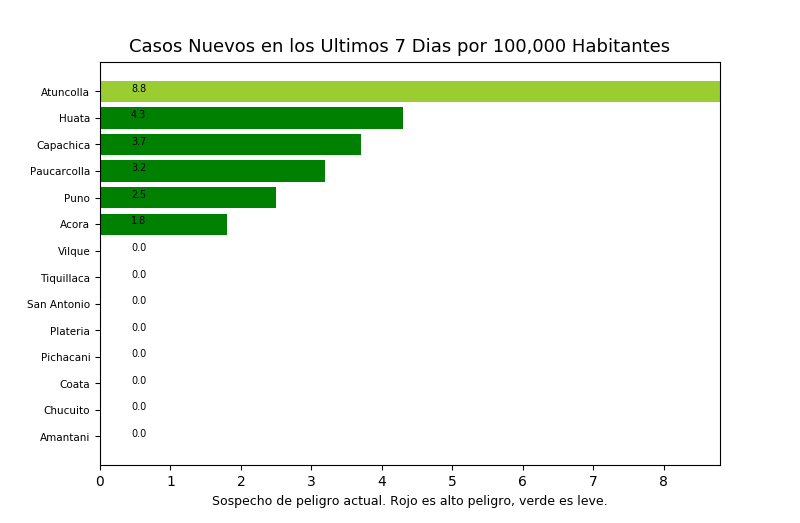 Casos Nuevos en los Ultimos 7 Dias por 100,000 Habitantes
Atuncolla 8.8
Huata 4.3
Capachica 3.7
Paucarcolla 3.2
Puno 2.5
Acora 1.8
Vilque 0.0
Tiquillaca 0.0
San Antonio 0.0
Plateria 0.0
Pichacani 0.0
Coata 0.0
Chucuito 0.0
Amantani 0.0
0 1 2 3 4 5 6 7 8
Sospecho de peligro actual. Rojo es alto peligro, verde es leve.